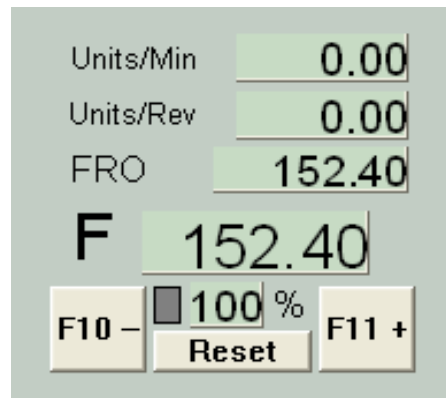 Units/Min 0.00
Units/Rev 0.00
FRO 152.40
F 152.40
100 %
F10 – F11 +
Reset